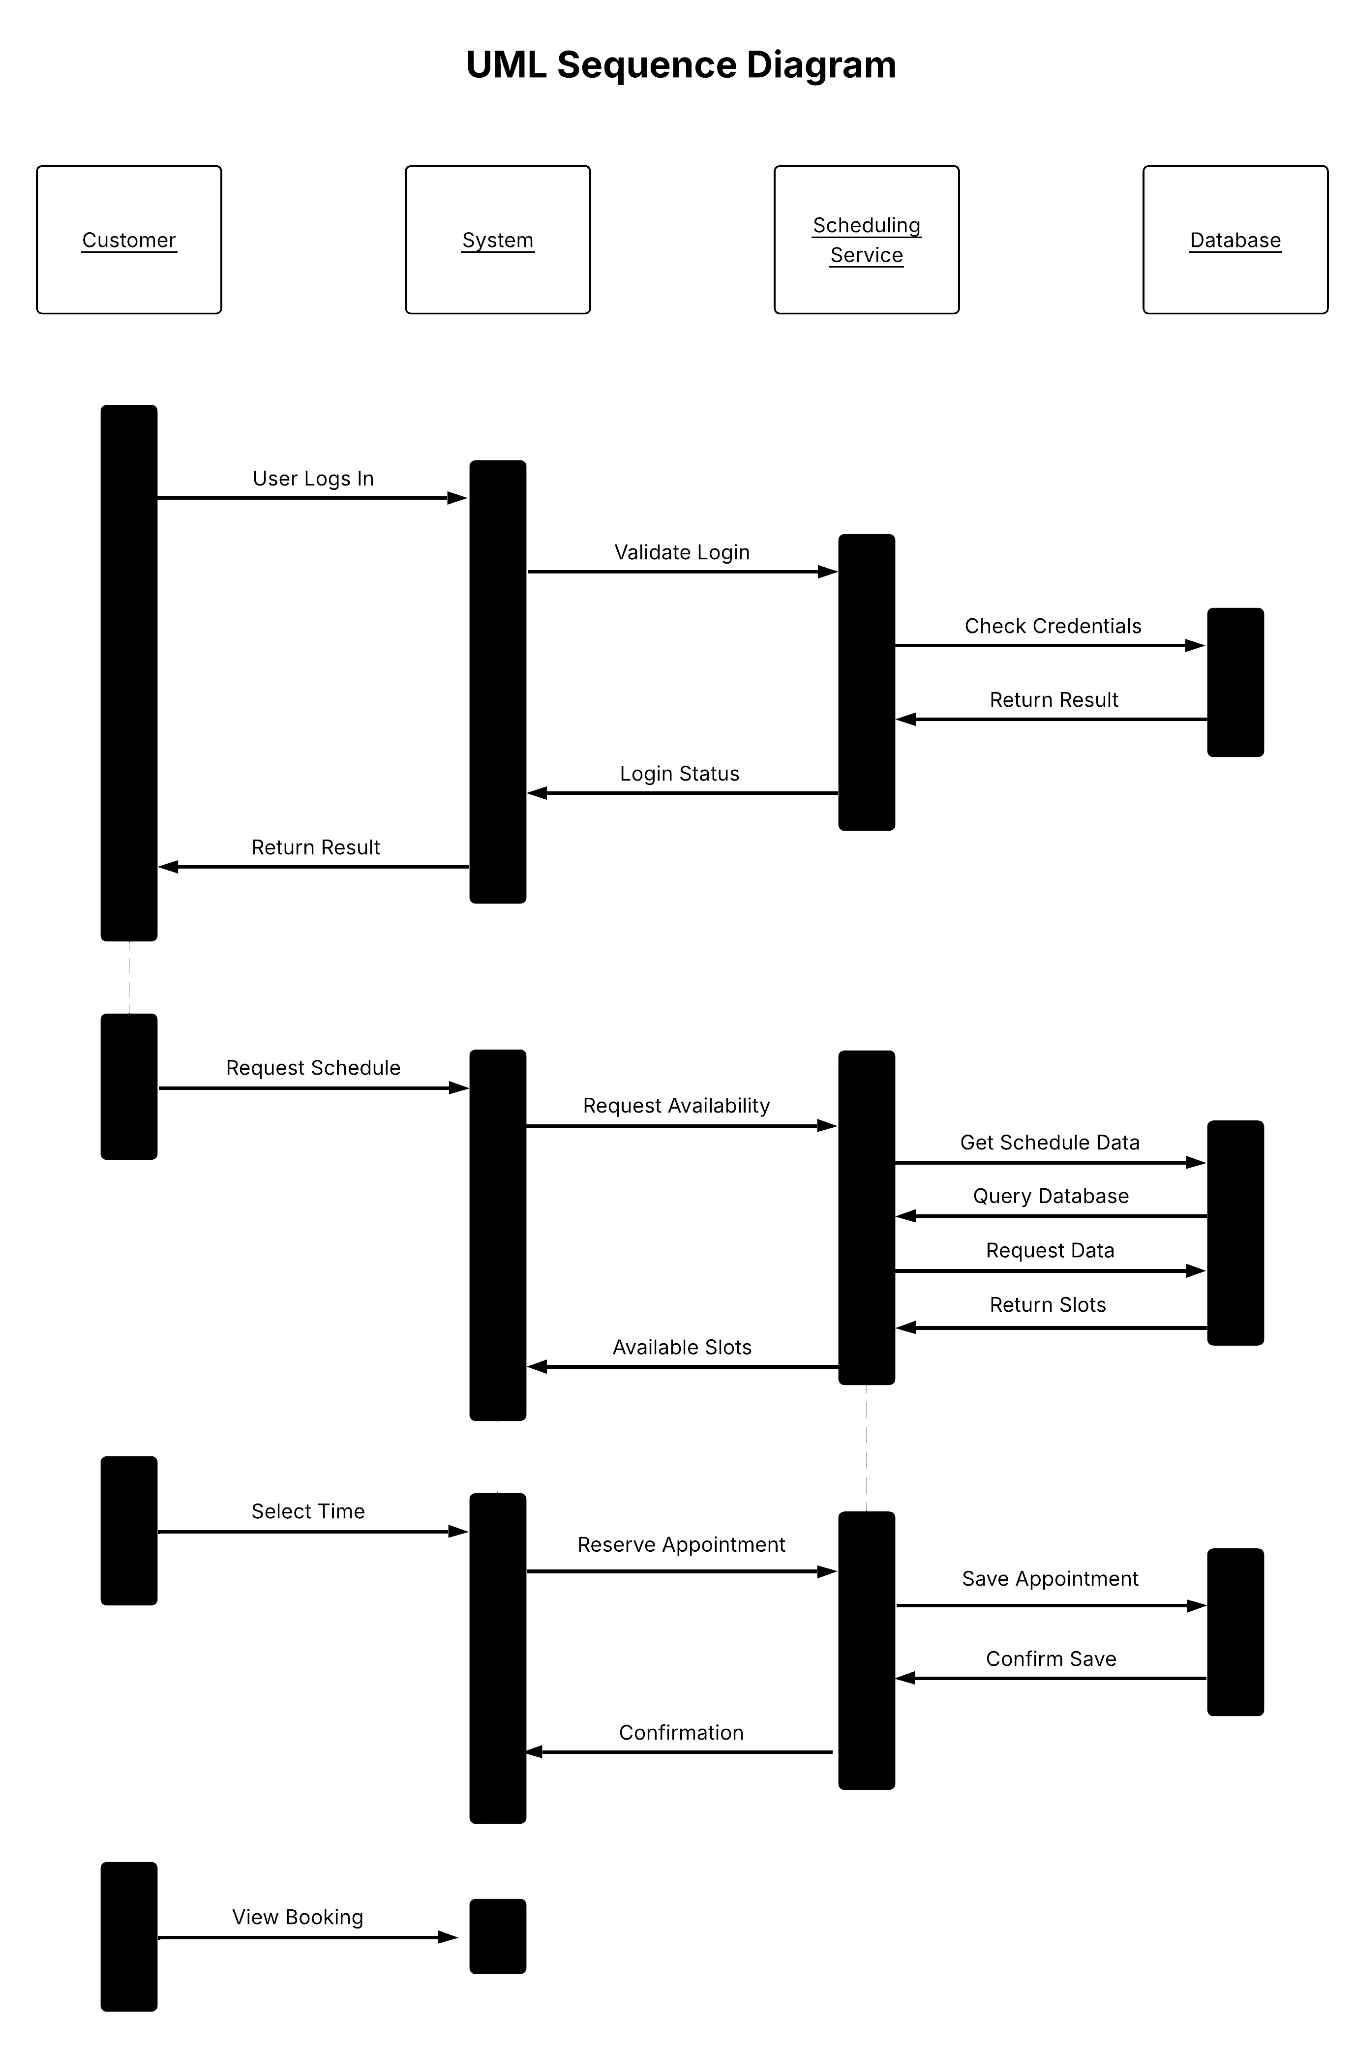 UML Sequence Diagram
Customer
System
Scheduling
Service
Database
User Logs In
Validate Login
Check Credentials
Return Result
Login Status
Return Result
Request Schedule
Request Availability
Get Schedule Data
Query Database
Request Data
Return Slots
Available Slots
Select Time
Reserve Appointment
Save Appointment
Confirm Save
Confirmation
View Booking